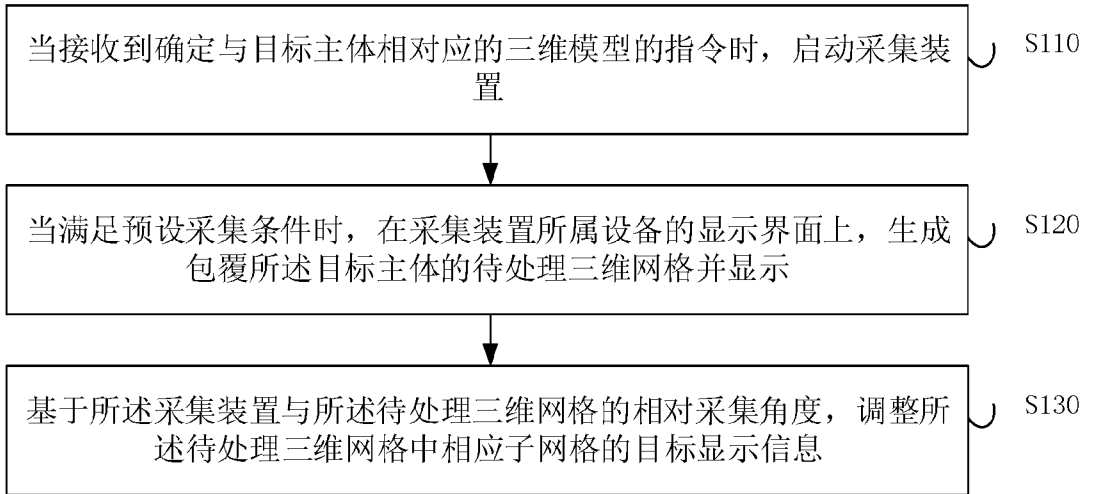 当接收到确定与目标主体相对应的三维模型的指令时，启动采集装
置
S110
当满足预设采集条件时，在采集装置所属设备的显示界面上，生成
包覆所述目标主体的待处理三维网格并显示
S120
基于所述采集装置与所述待处理三维网格的相对采集角度，调整所
述待处理三维网格中相应子网格的目标显示信息
S130